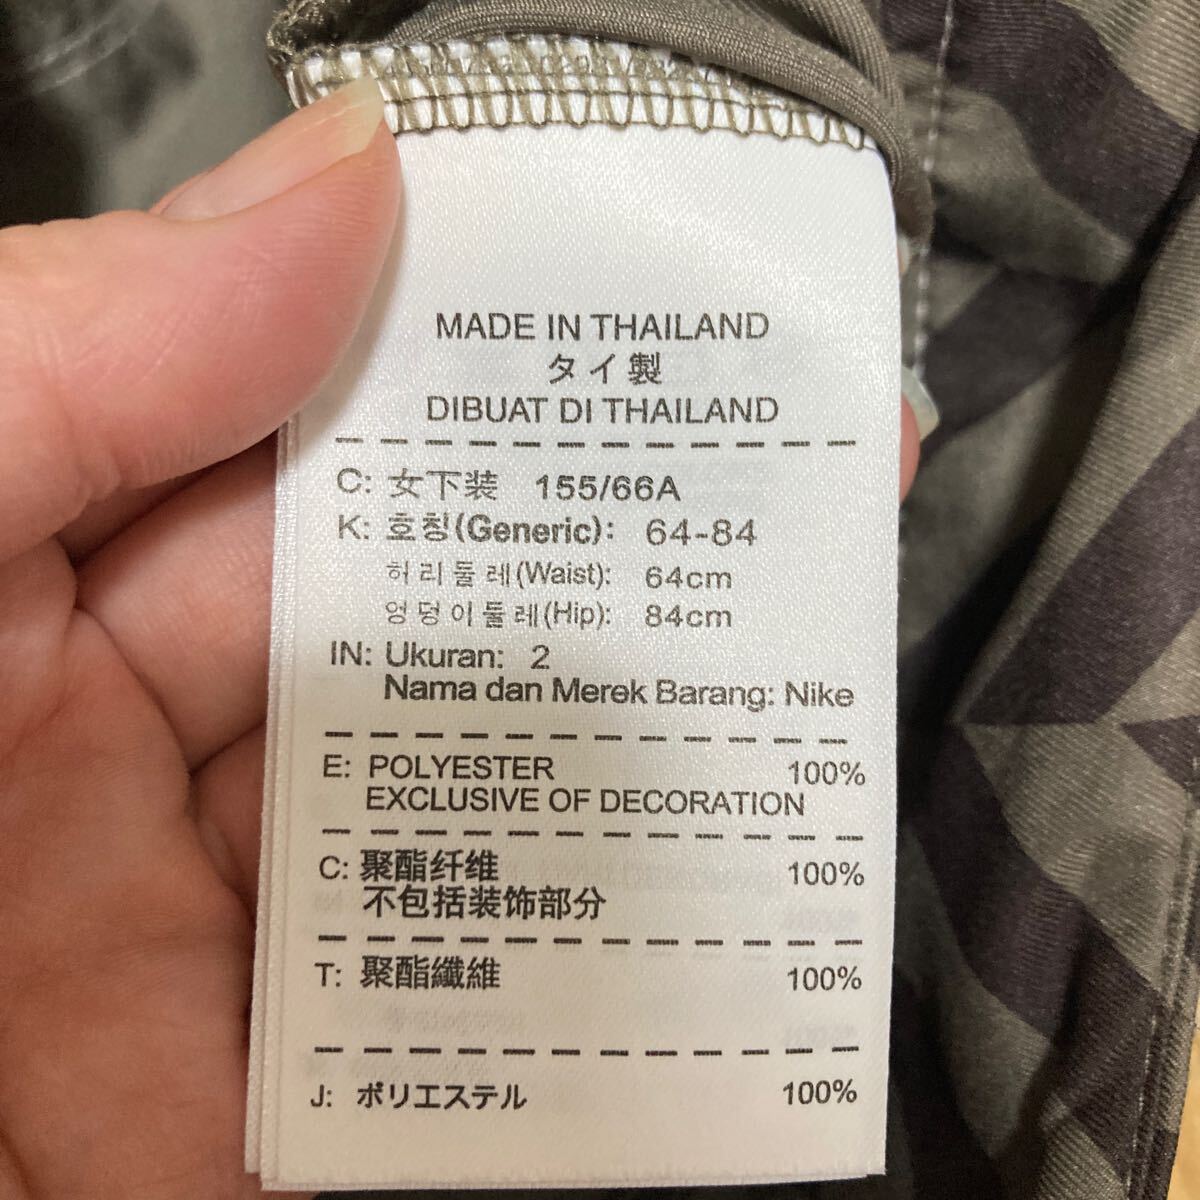 MADE IN THAILAND
タイ製
DIBUAT DI THAILAND
C: 女下装 155/66A
K: 호칭(Generic): 64-84
허리둘레(Waist): 64cm
엉덩이둘레(Hip): 84cm
IN: Ukuran: 2
Nama dan Merek Barang: Nike
E: POLYESTER 100%
EXCLUSIVE OF DECORATION
C: 聚酯纤维 100%
不包括装饰部分
T: 聚酯纖維 100%
J: ポリエステル 100%